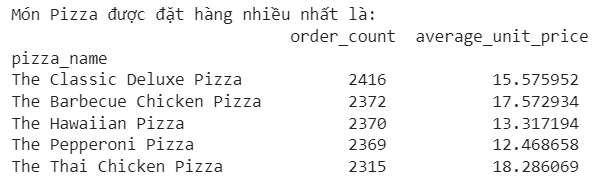 Món Pizza được đặt hàng nhiều nhất là:
order_count average_unit_price
pizza_name
The Classic Deluxe Pizza 2416 15.575952
The Barbecue Chicken Pizza 2372 17.572934
The Hawaiian Pizza 2370 13.317194
The Pepperoni Pizza 2369 12.468658
The Thai Chicken Pizza 2315 18.286069